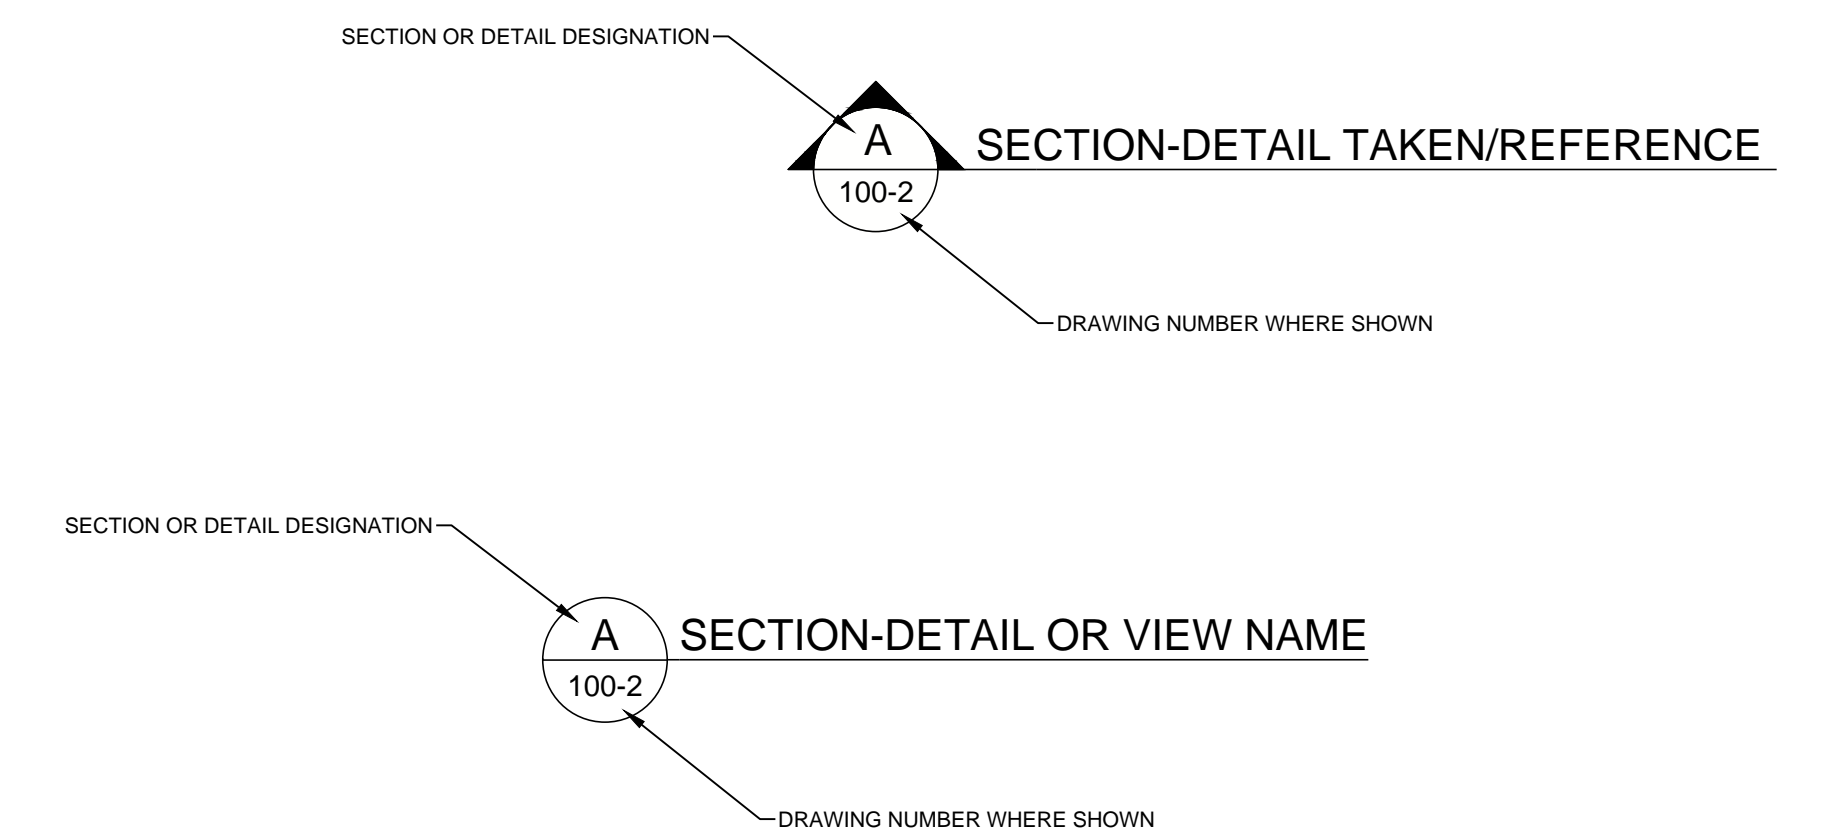 SECTION OR DETAIL DESIGNATION
A
SECTION-DETAIL TAKEN/REFERENCE
100-2
DRAWING NUMBER WHERE SHOWN
SECTION OR DETAIL DESIGNATION
A
SECTION-DETAIL OR VIEW NAME
100-2
DRAWING NUMBER WHERE SHOWN